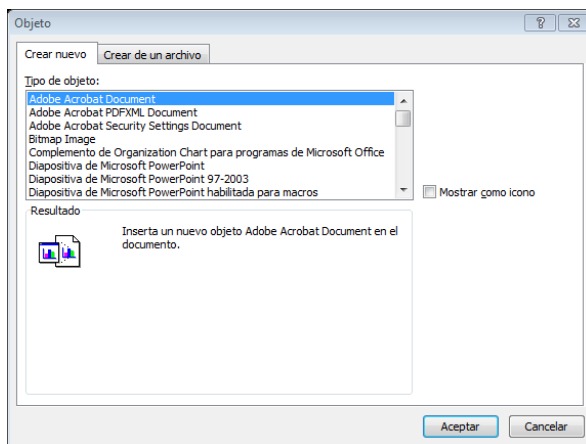 Objeto
Crear nuevo
Crear de un archivo
Tipo de objeto:
Adobe Acrobat Document
Adobe Acrobat PDFXML Document
Adobe Acrobat Security Settings Document
Bitmap Image
Complemento de Organization Chart para programas de Microsoft Office
Diapositiva de Microsoft PowerPoint
Diapositiva de Microsoft PowerPoint 97-2003
Diapositiva de Microsoft PowerPoint habilitada para macros
Mostrar como icono
Resultado
Inserta un nuevo objeto Adobe Acrobat Document en el
documento.
Aceptar
Cancelar